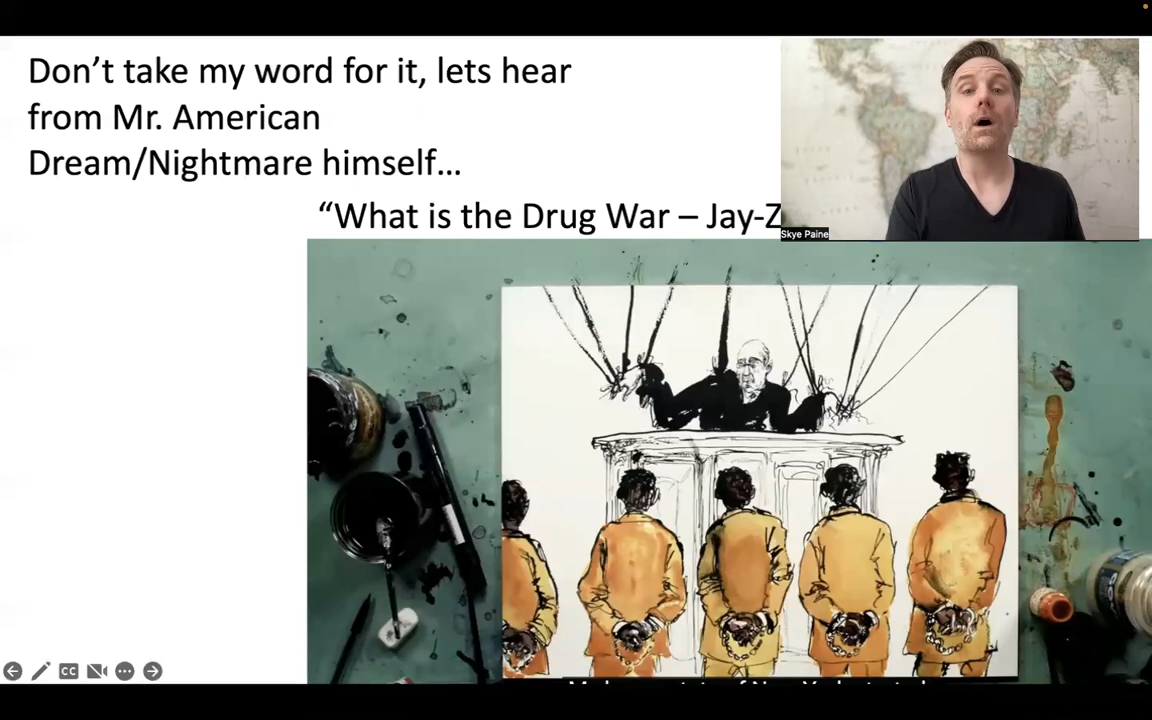 Don’t take my word for it, lets hear
from Mr. American
Dream/Nightmare himself…
“What is the Drug War – Jay-Z
Skye Paine
CC